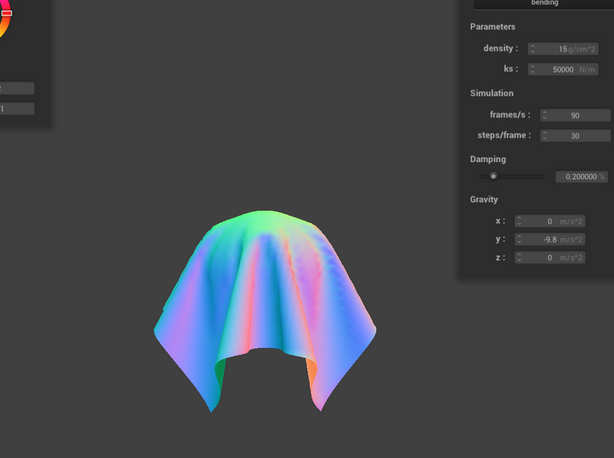 bending
Parameters
density : 15 g/cm^2
ks : 50000 N/m
Simulation
frames/s : 90
steps/frame : 30
Damping
0.200000 %
Gravity
x : 0 m/s^2
y : -9.8 m/s^2
z : 0 m/s^2
1